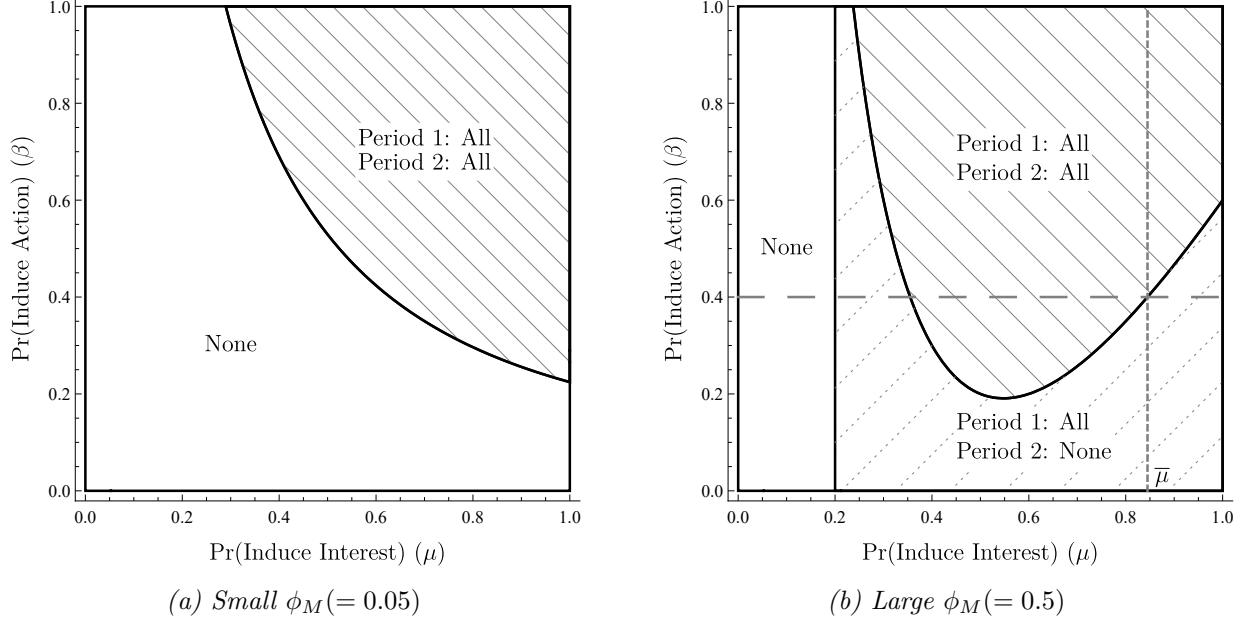 1.0
0.8
0.6
0.4
0.2
0.0
Pr(Induce Action) (β)
Period 1: All
Period 2: All
None
0.0 0.2 0.4 0.6 0.8 1.0
Pr(Induce Interest) (μ)
(a) Small ϕ_M(= 0.05)
1.0
0.8
0.6
0.4
0.2
0.0
Pr(Induce Action) (β)
Period 1: All
Period 2: All
None
Period 1: All
Period 2: None
μ̅
0.0 0.2 0.4 0.6 0.8 1.0
Pr(Induce Interest) (μ)
(b) Large ϕ_M(= 0.5)